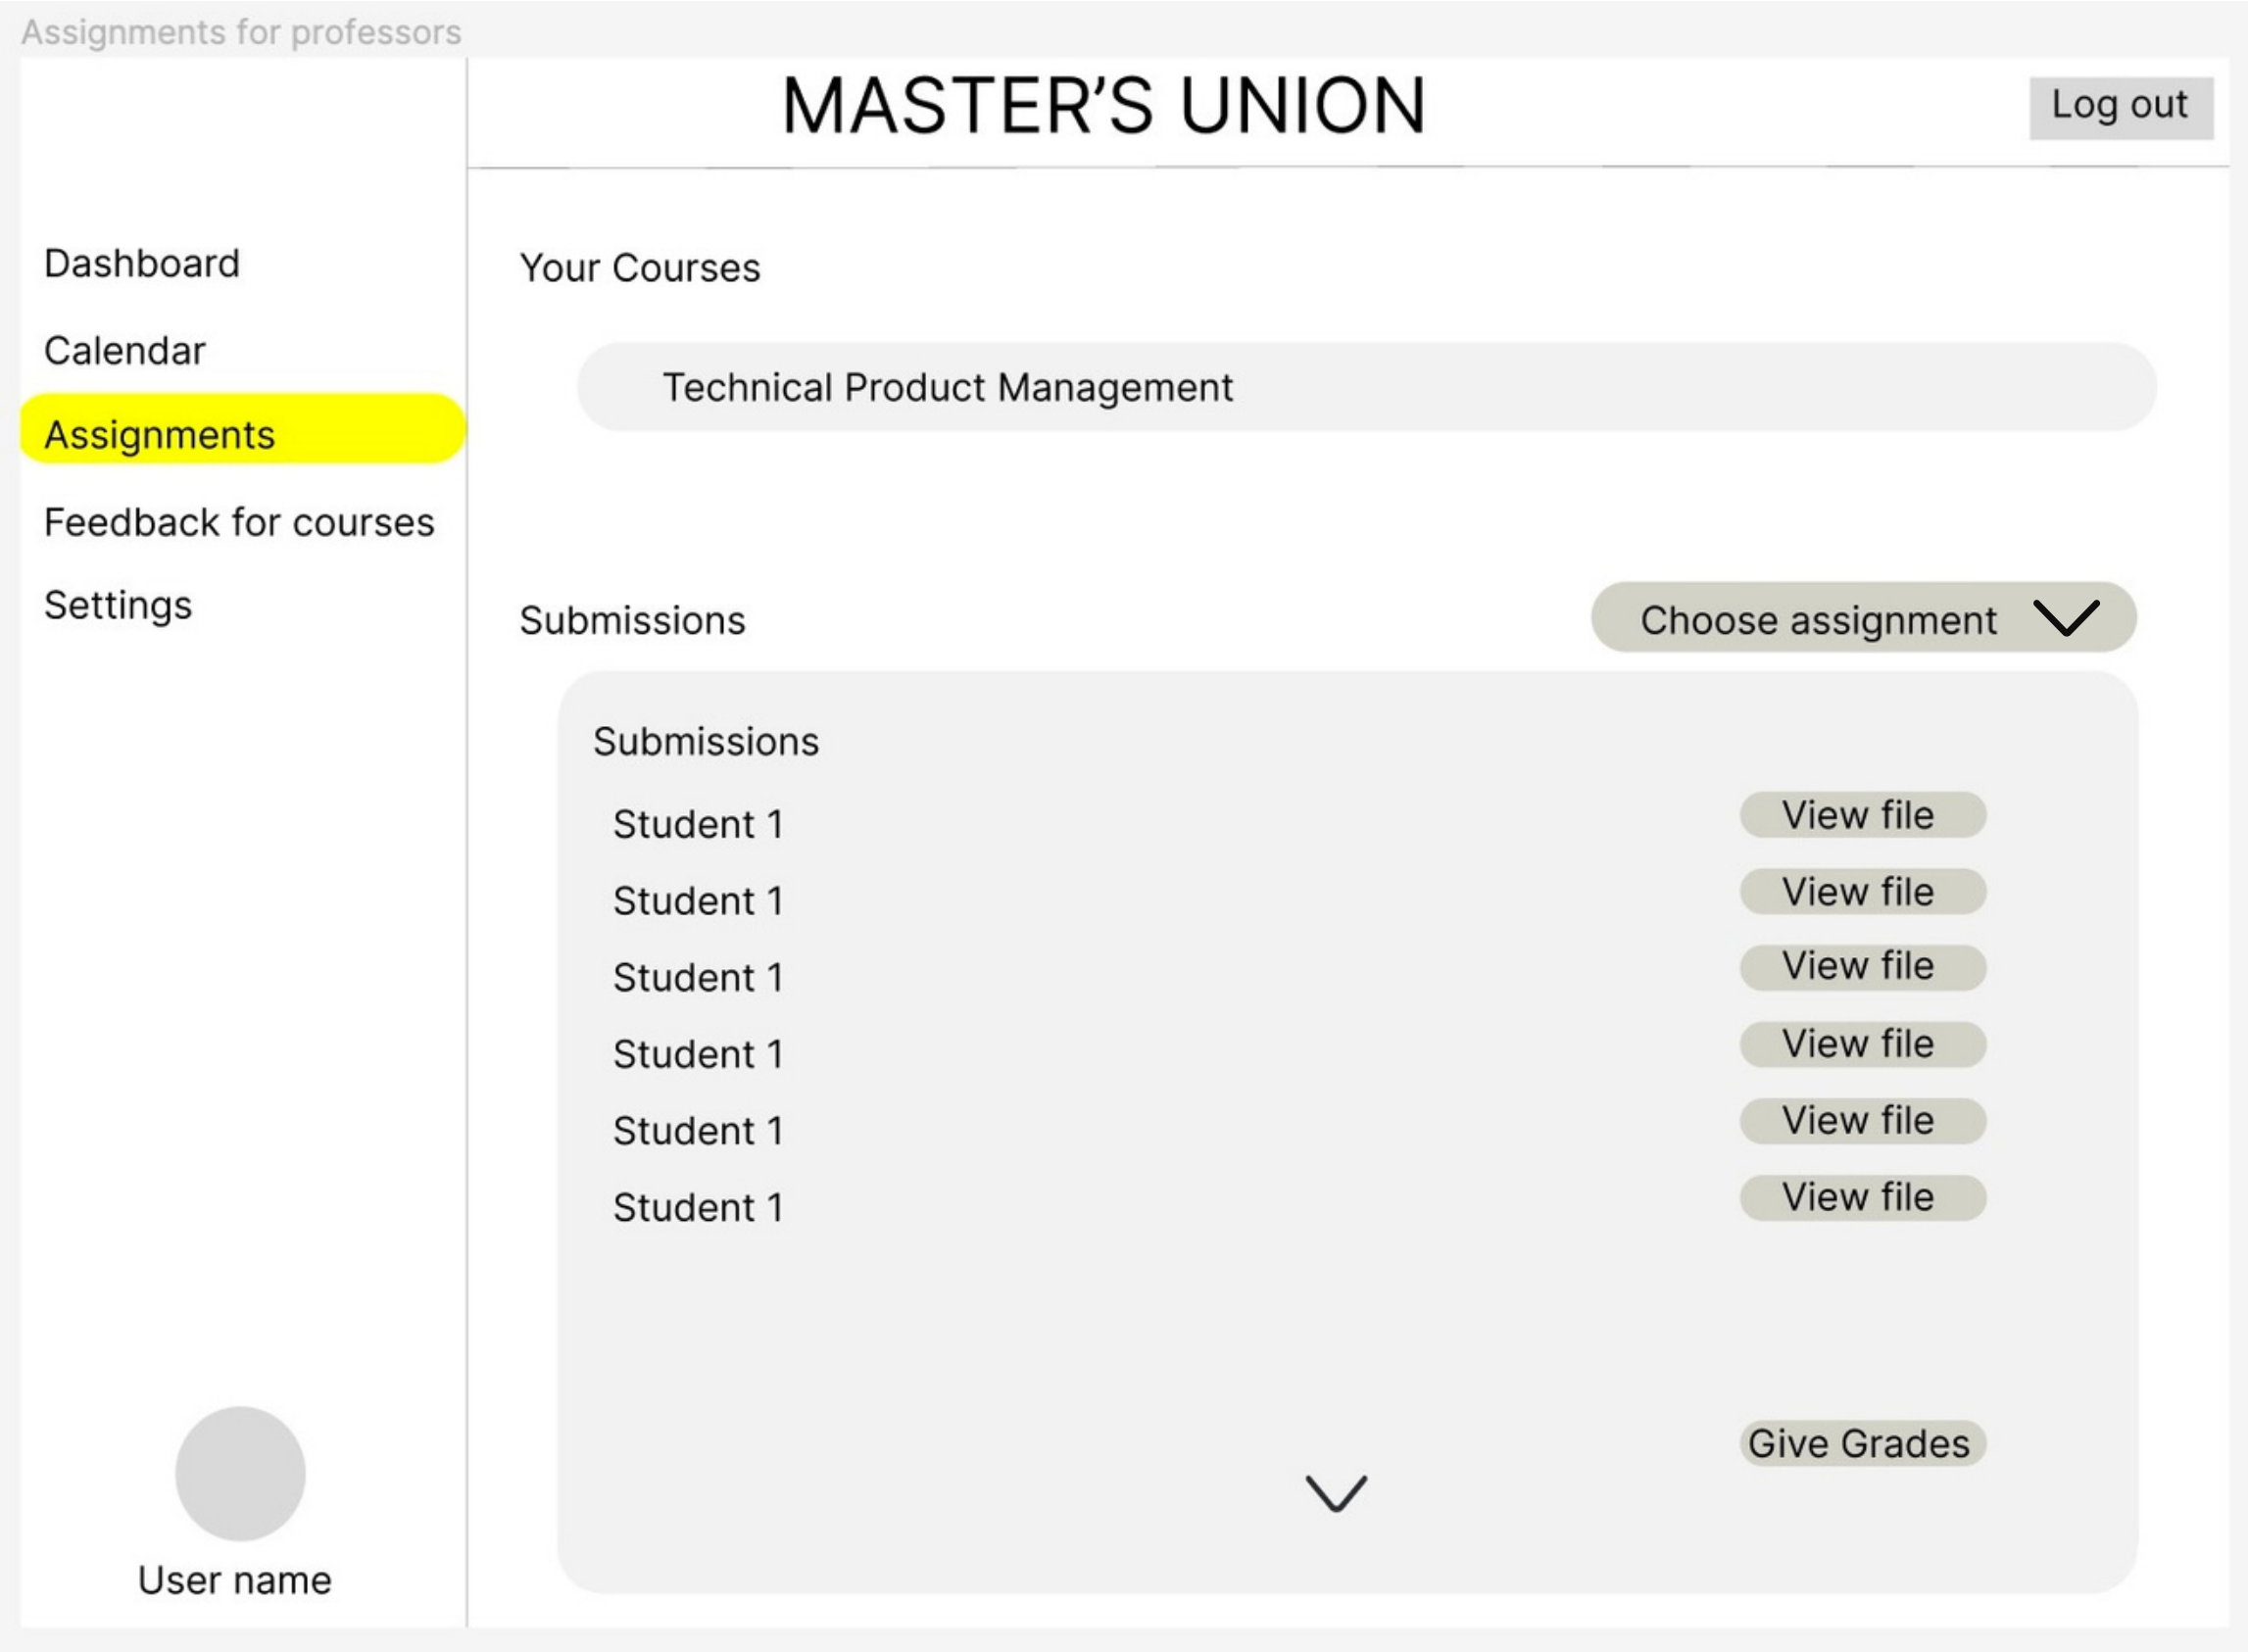 Assignments for professors
MASTER’S UNION
Log out
Dashboard
Calendar
Assignments
Feedback for courses
Settings
User name
Your Courses
Technical Product Management
Submissions
Choose assignment
Submissions
Student 1 View file
Student 1 View file
Student 1 View file
Student 1 View file
Student 1 View file
Student 1 View file
Give Grades